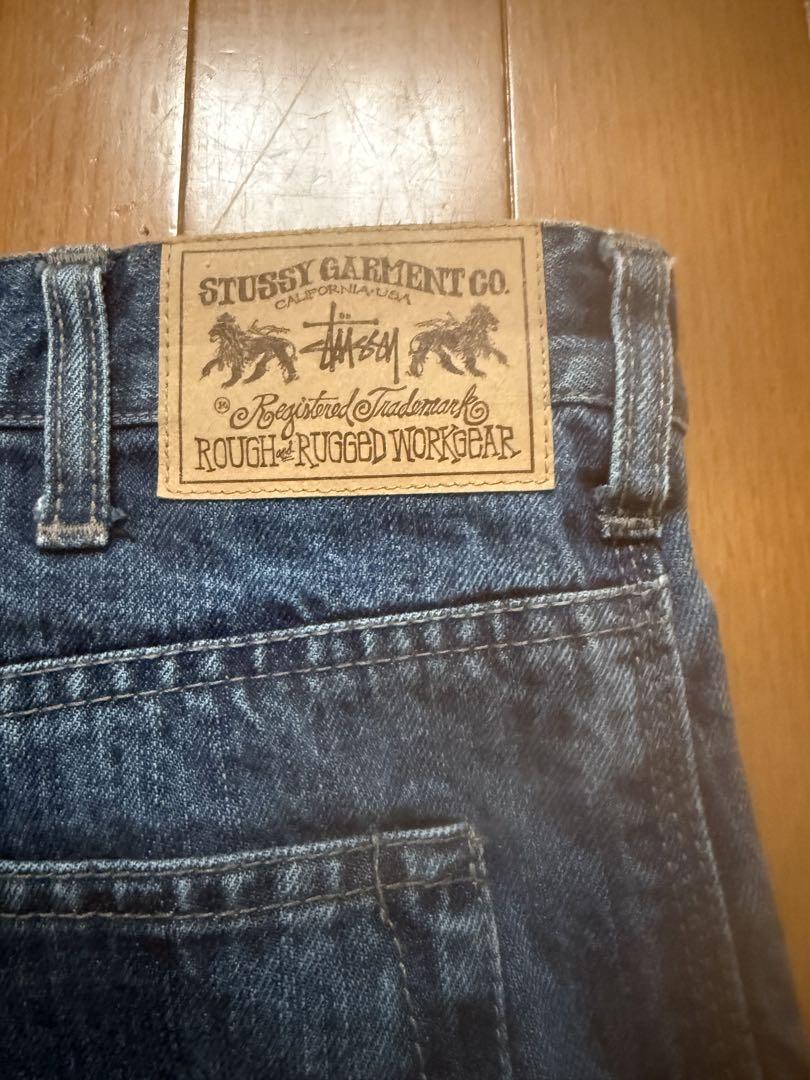 STUSSY GARMENT CO.
CALIFORNIA·USA
Stüssy
® Registered Trademark
ROUGH and RUGGED WORKGEAR